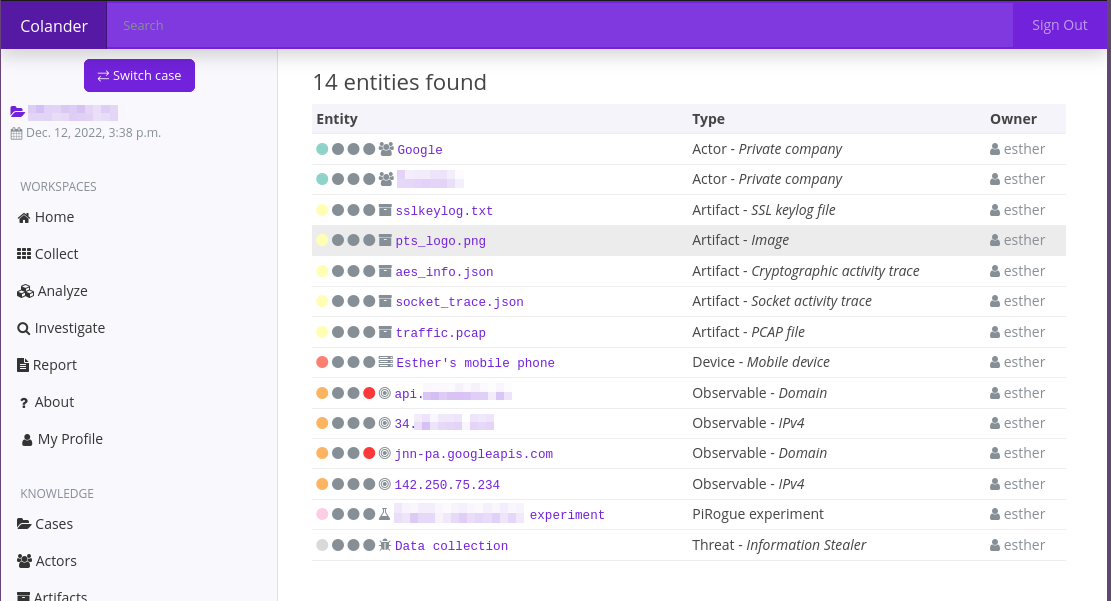 Colander Search Sign Out
Switch case
Dec. 12, 2022, 3:38 p.m.
WORKSPACES
Home
Collect
Analyze
Investigate
Report
About
My Profile
KNOWLEDGE
Cases
Actors
Artifacts
14 entities found
Entity Type Owner
Google Actor - Private company esther
Actor - Private company esther
sslkeylog.txt Artifact - SSL keylog file esther
pts_logo.png Artifact - Image esther
aes_info.json Artifact - Cryptographic activity trace esther
socket_trace.json Artifact - Socket activity trace esther
traffic.pcap Artifact - PCAP file esther
Esther's mobile phone Device - Mobile device esther
api. Observable - Domain esther
34. Observable - IPv4 esther
jnn-pa.googleapis.com Observable - Domain esther
142.250.75.234 Observable - IPv4 esther
experiment PiRogue experiment esther
Data collection Threat - Information Stealer esther